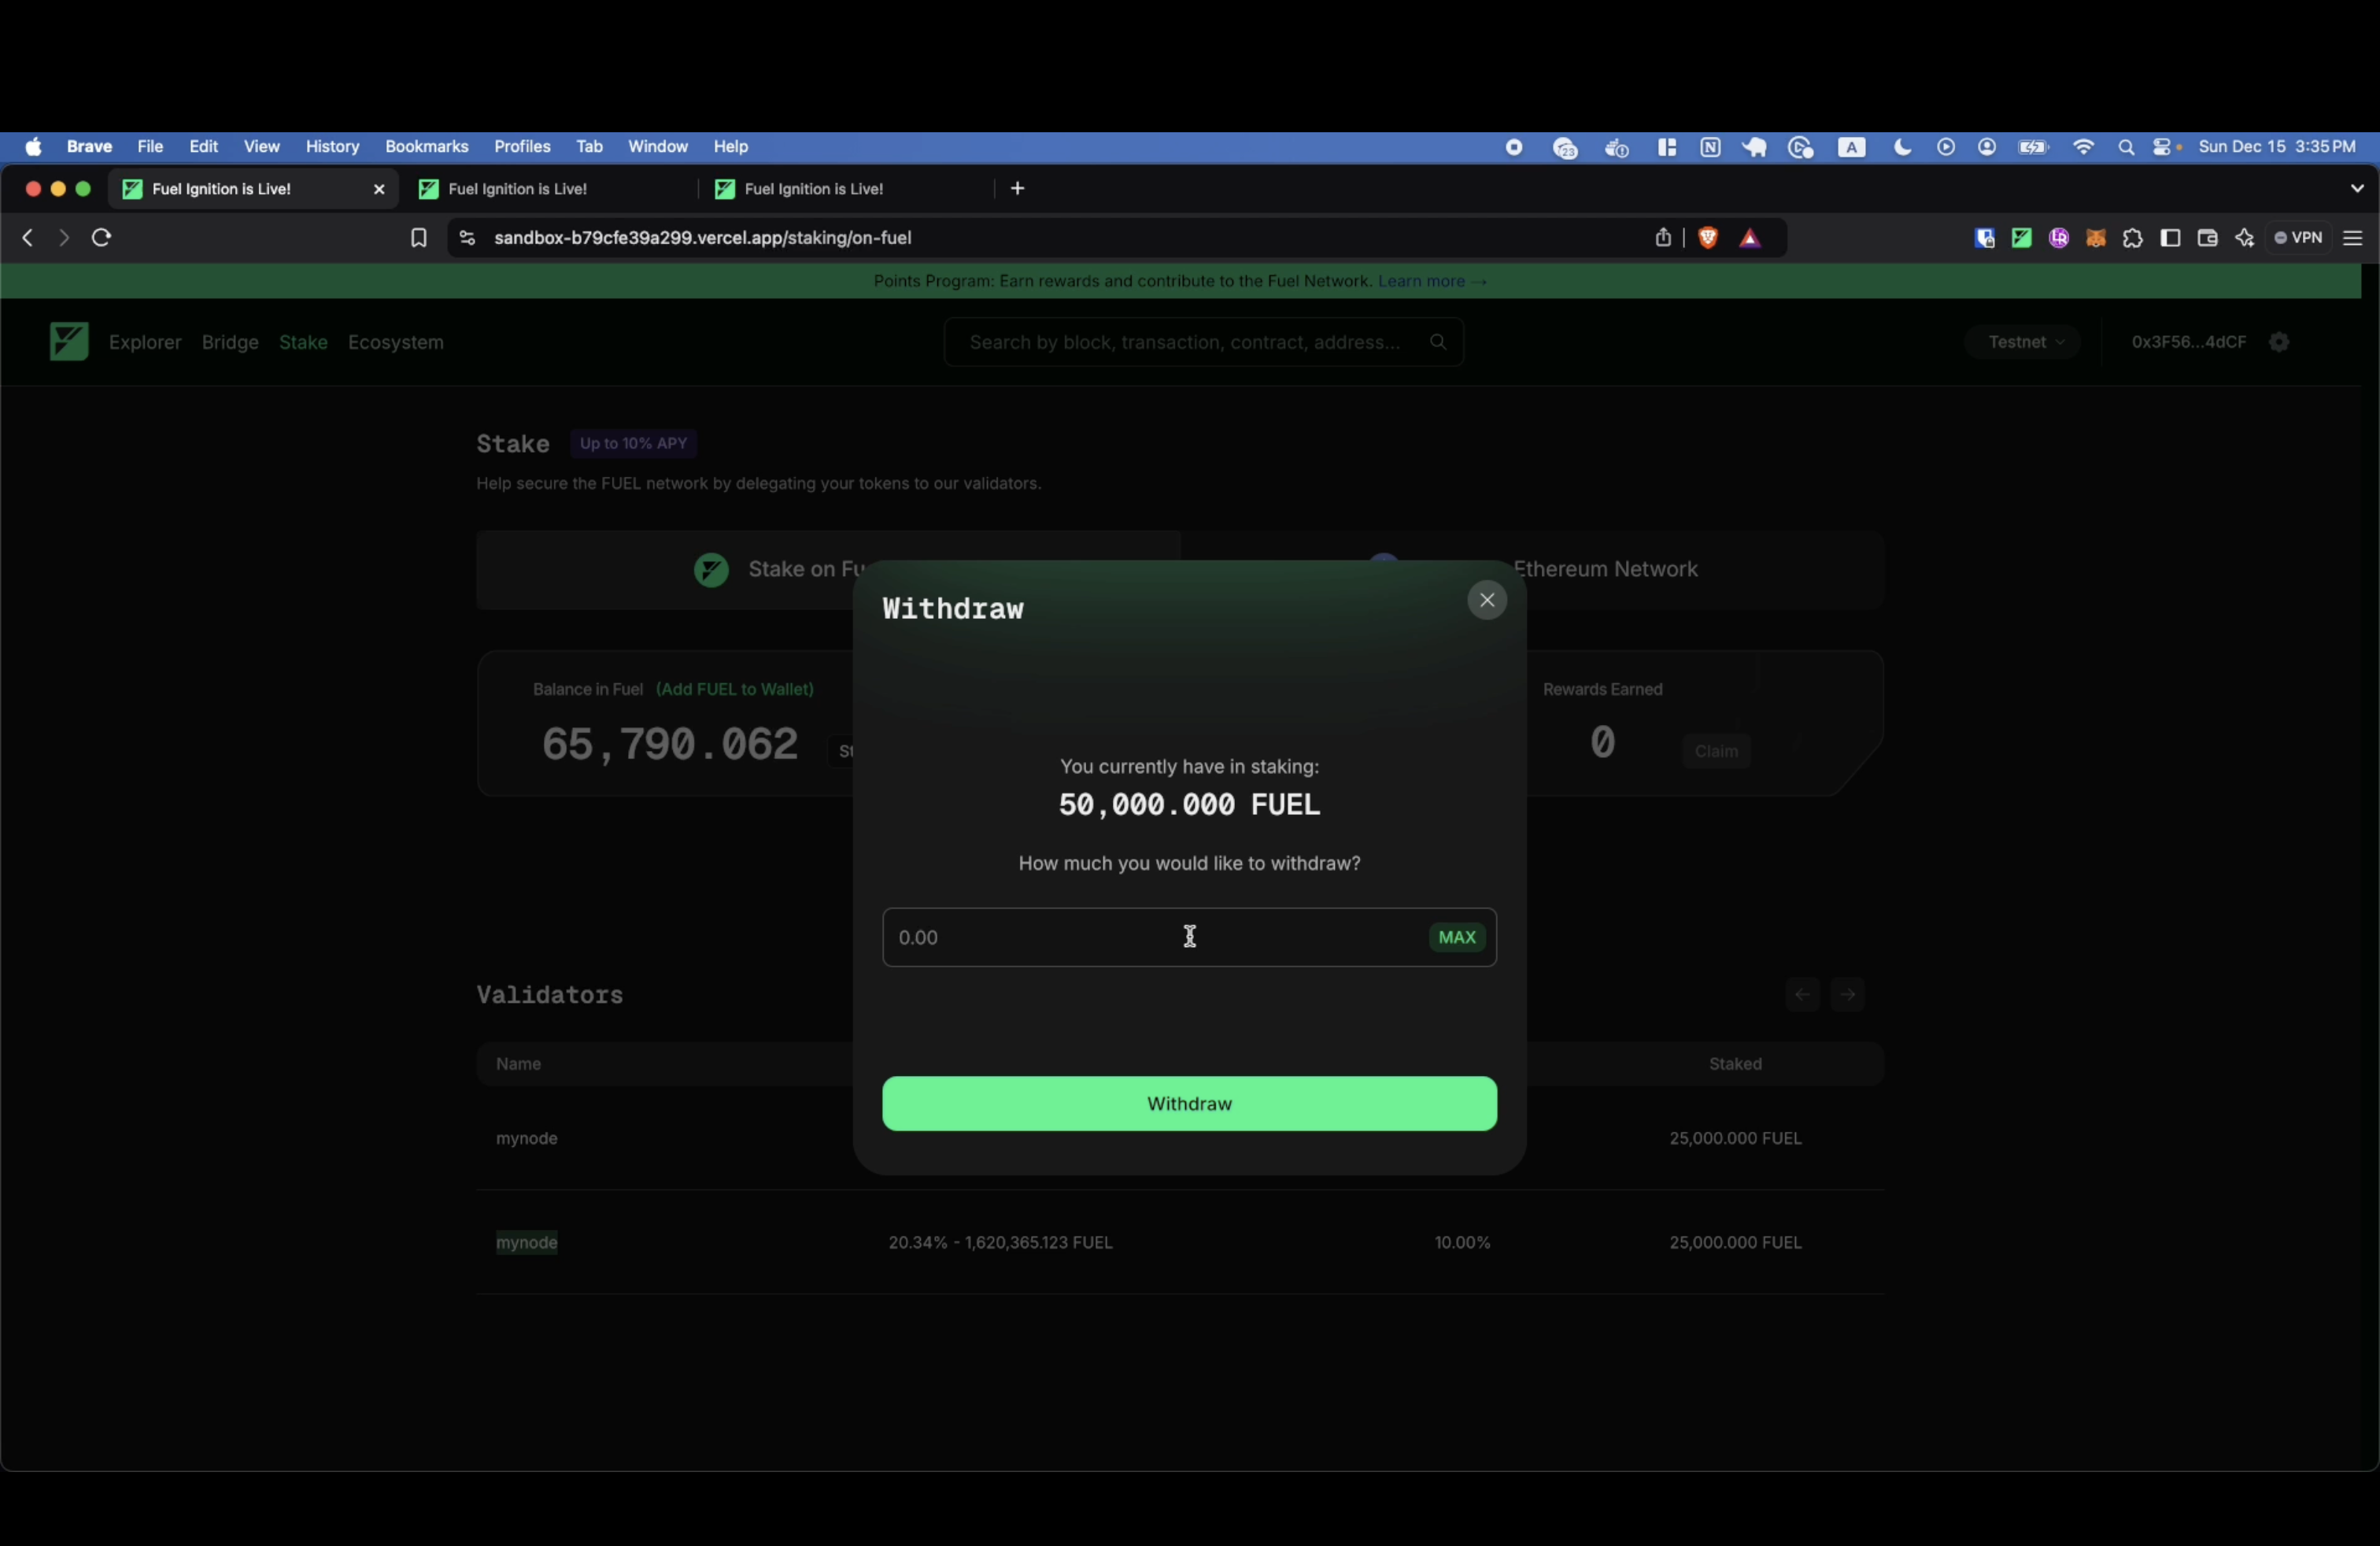 Brave File Edit View History Bookmarks Profiles Tab Window Help
23 N A Sun Dec 15 3:35 PM
Fuel Ignition is Live! Fuel Ignition is Live! Fuel Ignition is Live!
sandbox-b79cfe39a299.vercel.app/staking/on-fuel VPN
Points Program: Earn rewards and contribute to the Fuel Network. Learn more →
Explorer Bridge Stake Ecosystem Search by block, transaction, contract, address... Testnet 0x3F56...4dCF
Stake Up to 10% APY
Help secure the FUEL network by delegating your tokens to our validators.
Stake on Fu Ethereum Network
Withdraw
Balance in Fuel (Add FUEL to Wallet) Rewards Earned
65,790.062 St 0 Claim
You currently have in staking:
50,000.000 FUEL
How much you would like to withdraw?
0.00 MAX
Validators
Name Staked
Withdraw
mynode 25,000.000 FUEL
mynode 20.34% - 1,620,365.123 FUEL 10.00% 25,000.000 FUEL